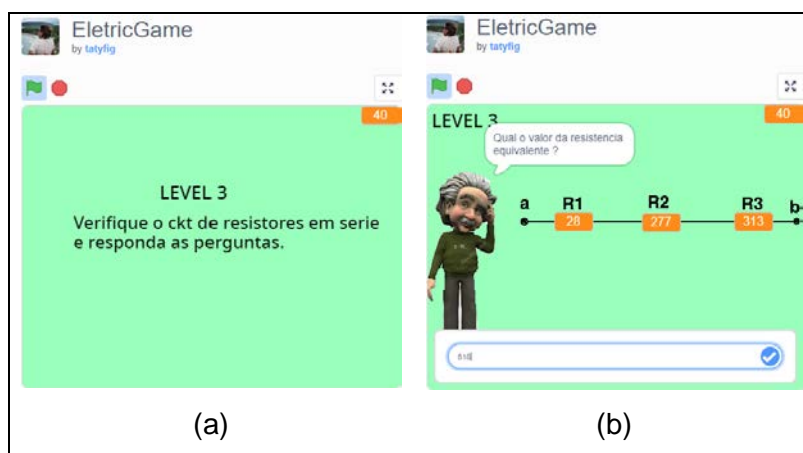 EletricGame
by tatyfig
40
LEVEL 3
Verifique o ckt de resistores em serie
e responda as perguntas.
(a)
EletricGame
by tatyfig
40
LEVEL 3
Qual o valor da resistencia
equivalente ?
a R1 R2 R3 b
28 277 313
(b)